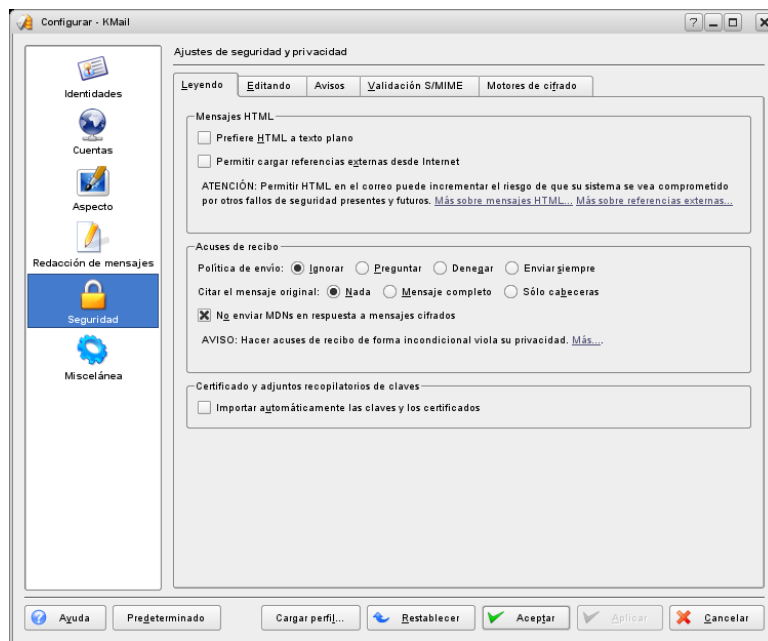 Configurar - KMail
Identidades
Cuentas
Aspecto
Redacción de mensajes
Seguridad
Miscelánea
Ajustes de seguridad y privacidad
Leyendo Editando Avisos Validación S/MIME Motores de cifrado
Mensajes HTML
Prefiere HTML a texto plano
Permitir cargar referencias externas desde Internet
ATENCIÓN: Permitir HTML en el correo puede incrementar el riesgo de que su sistema se vea comprometido
por otros fallos de seguridad presentes y futuros. Más sobre mensajes HTML... Más sobre referencias externas...
Acuses de recibo
Política de envío: Ignorar Preguntar Denegar Enviar siempre
Citar el mensaje original: Nada Mensaje completo Sólo cabeceras
No enviar MDNs en respuesta a mensajes cifrados
AVISO: Hacer acuses de recibo de forma incondicional viola su privacidad. Más....
Certificado y adjuntos recopilatorios de claves
Importar automáticamente las claves y los certificados
Ayuda Predeterminado Cargar perfil... Restablecer Aceptar Aplicar Cancelar